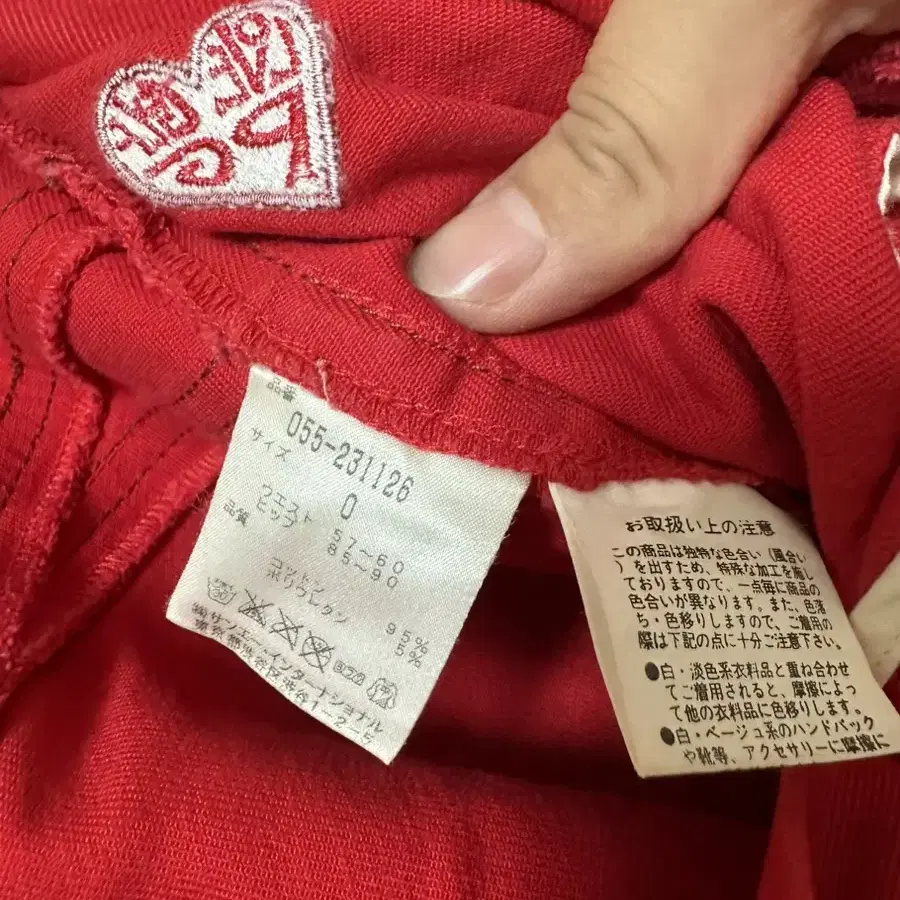 品番
055-231126
サイズ
0
ウエスト 57〜60
ヒップ 85〜90
品質
コットン 95%
ポリウレタン 5%
㈱サンエー・インターナショナル
東京都渋谷区渋谷1-2-5
お取扱い上の注意
この商品は独特な色合い（風合い
）を出すため、特殊な加工を施し
ておりますので、一点毎に商品の
色合いが異なります。また、色落
ち・色移りしますので、ご着用の
際は下記の点に十分ご注意下さい。
●白・淡色系衣料品と重ね合わせ
てご着用されると、摩擦によっ
て他の衣料品に色移りします。
●白・ベージュ系のハンドバック
や靴等、アクセサリーに摩擦に